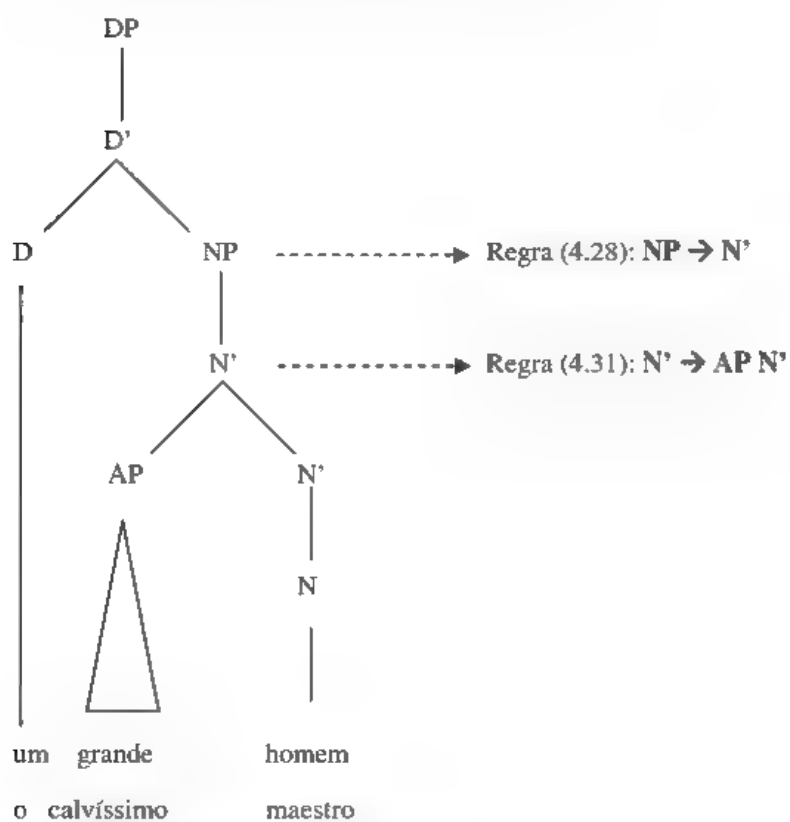 DP
D'
D NP Regra (4.28): NP → N'
N' Regra (4.31): N' → AP N'
AP N'
N
um grande homem
o calvíssimo maestro